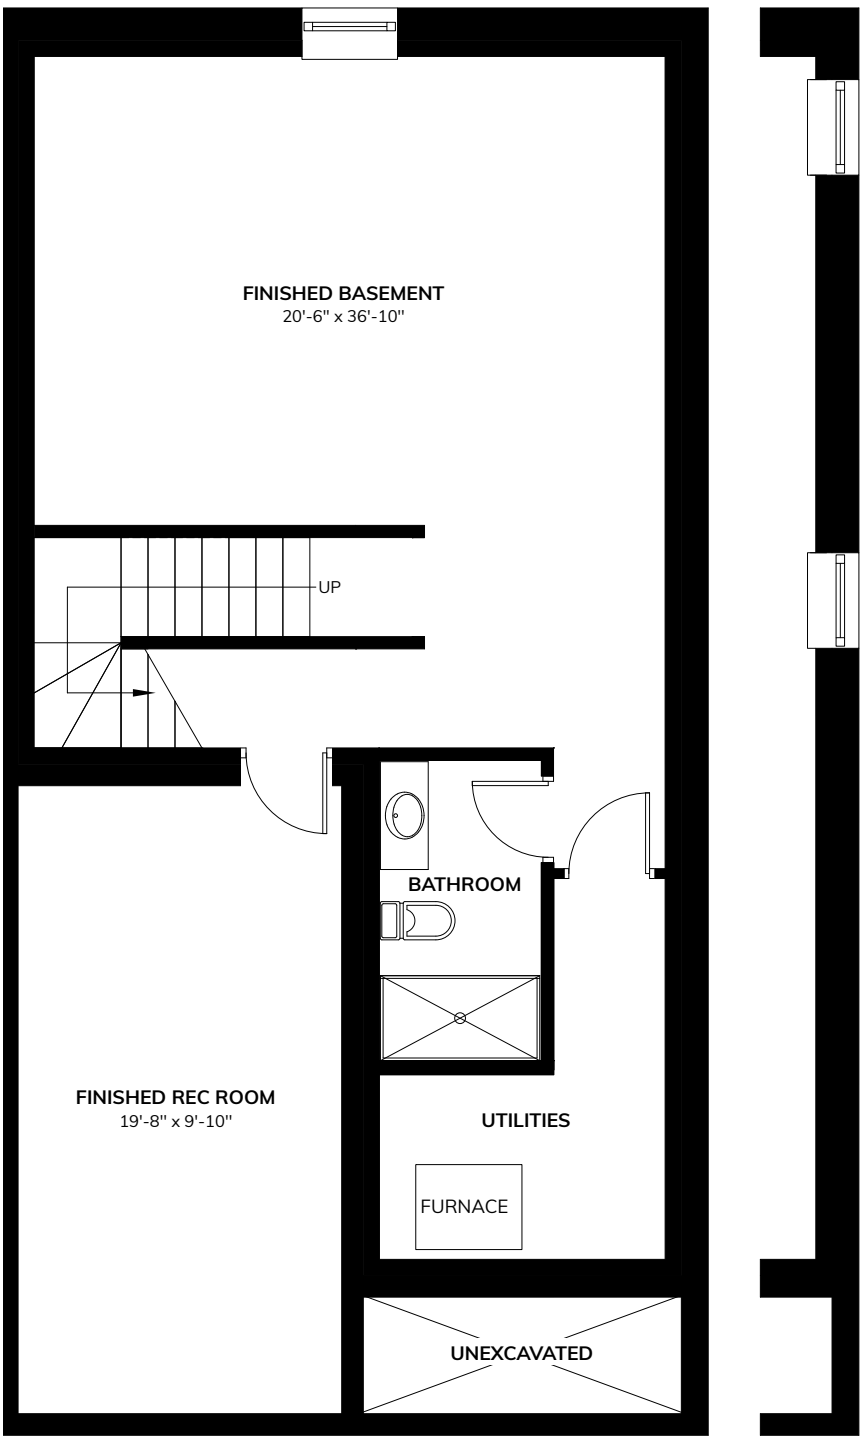 FINISHED BASEMENT
20'-6" x 36'-10"
UP
BATHROOM
FINISHED REC ROOM
19'-8" x 9'-10"
UTILITIES
FURNACE
UNEXCAVATED